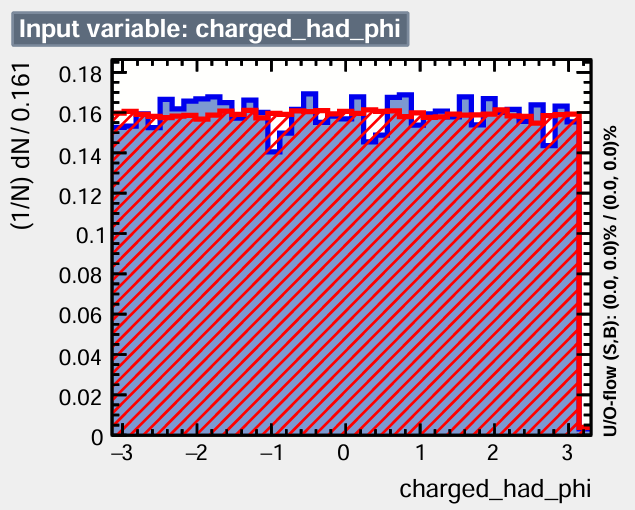 Input variable: charged_had_phi
(1/N) dN / 0.161
0.18
0.16
0.14
0.12
0.1
0.08
0.06
0.04
0.02
0
−3 −2 −1 0 1 2 3
charged_had_phi
U/O-flow (S,B): (0.0, 0.0)% / (0.0, 0.0)%